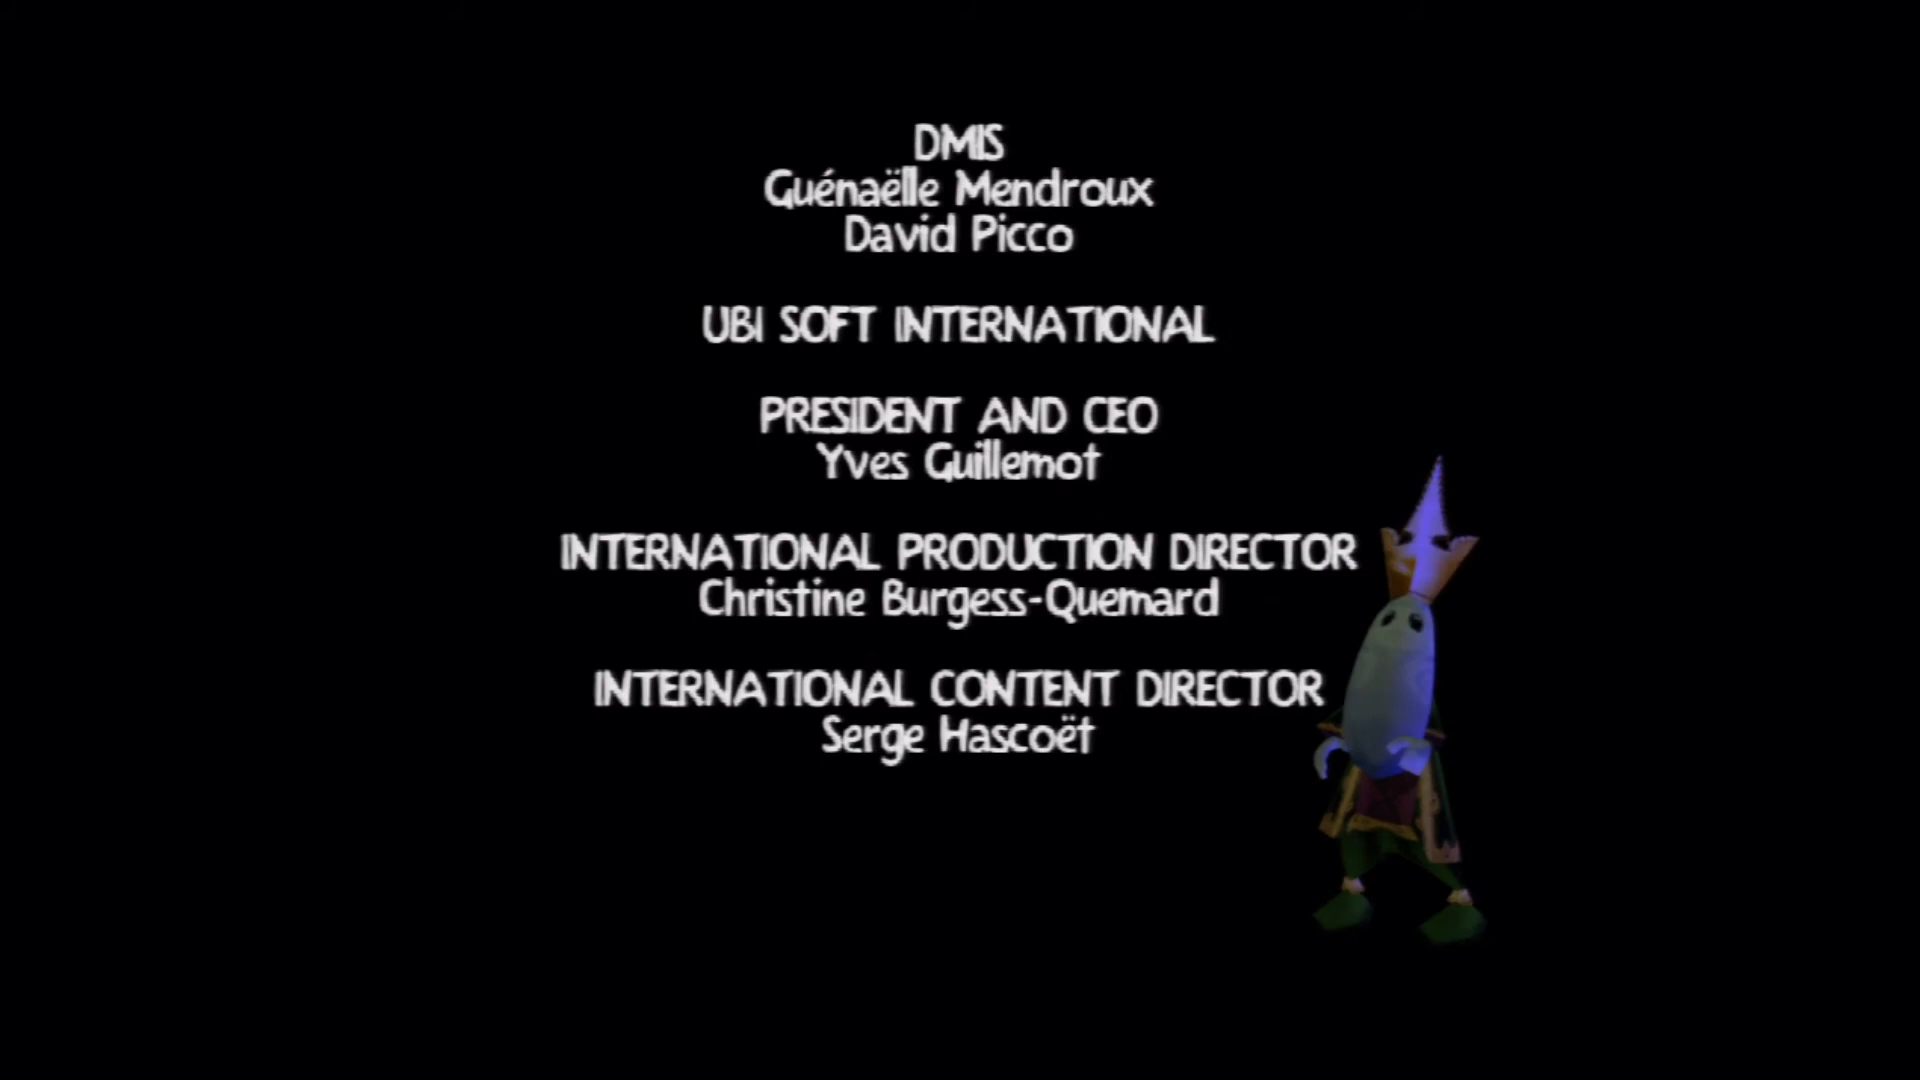 DMIS
Guénaëlle Mendroux
David Picco
UBI SOFT INTERNATIONAL
PRESIDENT AND CEO
Yves Guillemot
INTERNATIONAL PRODUCTION DIRECTOR
Christine Burgess-Quemard
INTERNATIONAL CONTENT DIRECTOR
Serge Hascoët